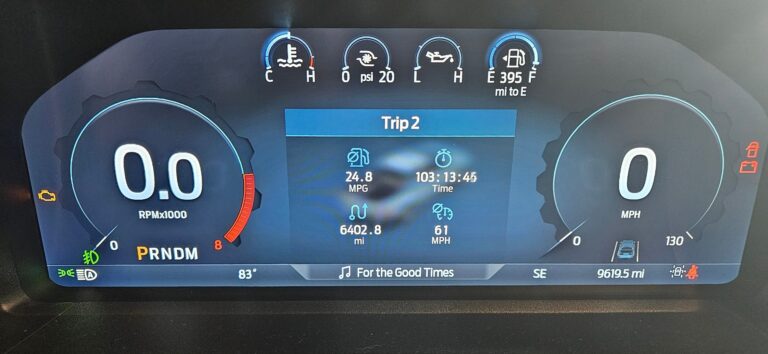 C H
0 psi 20
L H
E 395 F
mi to E
Trip 2
24.8
MPG
103:13:46
Time
6402.8
mi
61
MPH
0.0
RPMx1000
0 8
PRNDM
0
MPH
0 130
A
83°
For the Good Times
SE
9619.5 mi